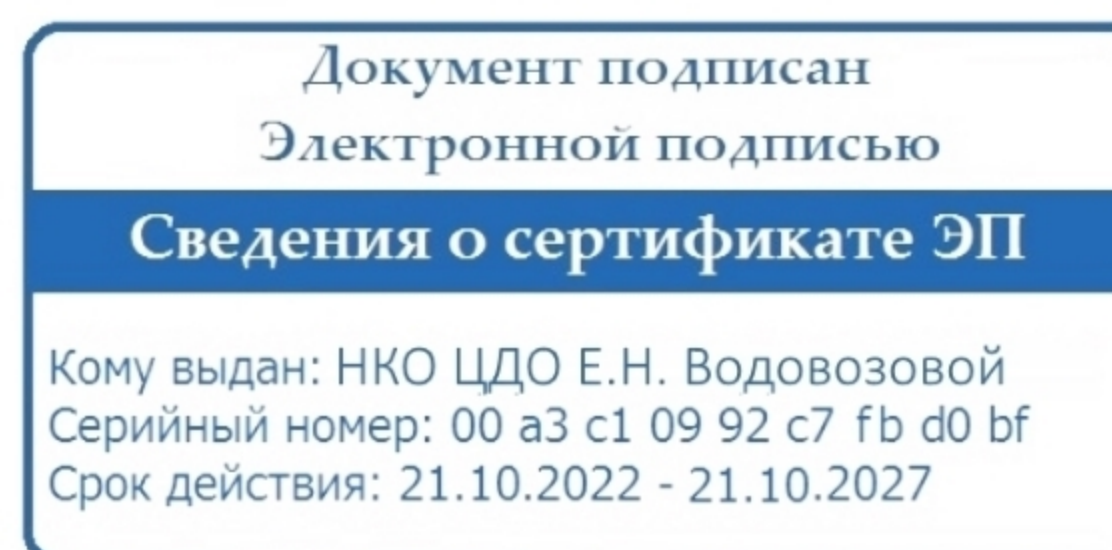 Документ подписан
Электронной подписью
Сведения о сертификате ЭП
Кому выдан: НКО ЦДО Е.Н. Водовозовой
Серийный номер: 00 a3 c1 09 92 c7 fb d0 bf
Срок действия: 21.10.2022 - 21.10.2027